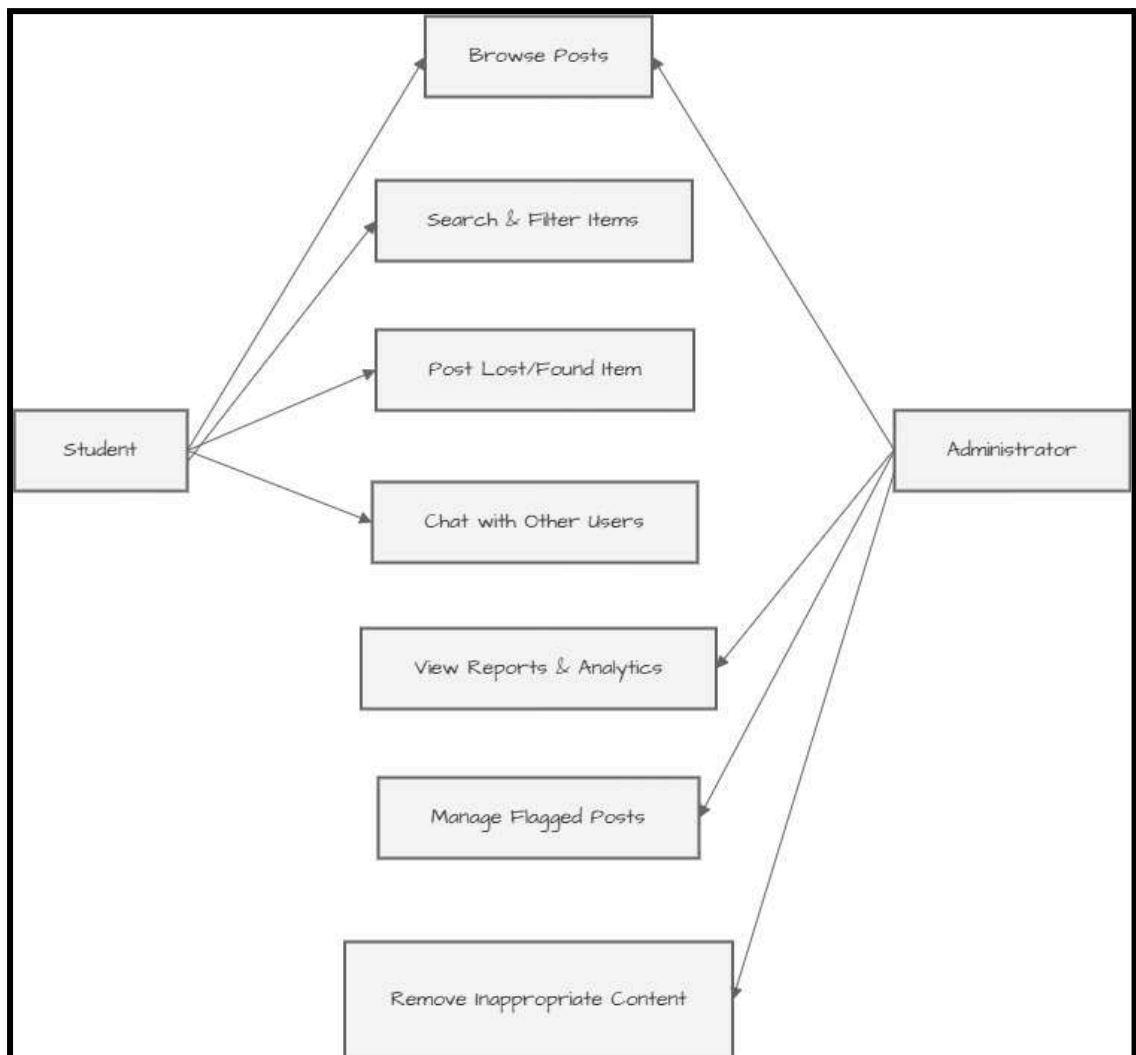 Browse Posts
Search & Filter Items
Post Lost/Found Item
Student
Administrator
Chat with Other Users
View Reports & Analytics
Manage Flagged Posts
Remove Inappropriate Content